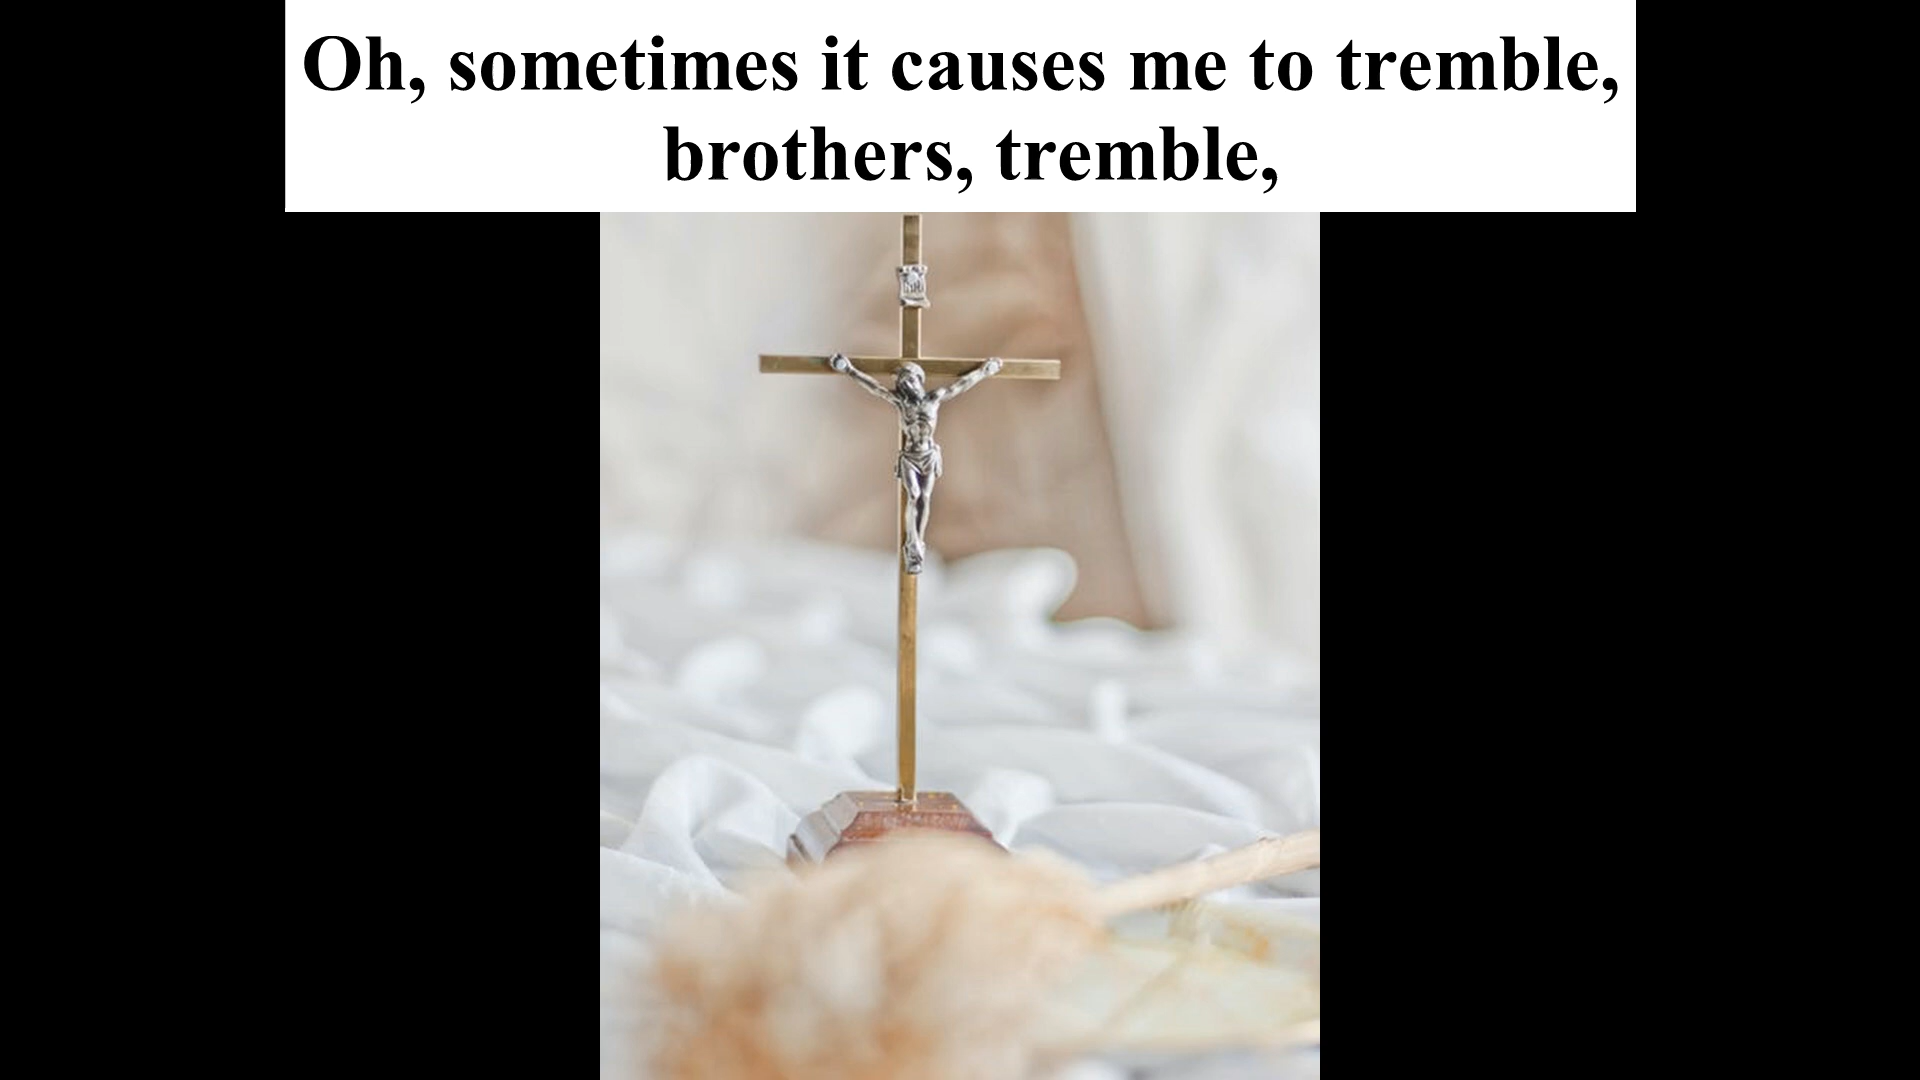 Oh, sometimes it causes me to tremble,
brothers, tremble,